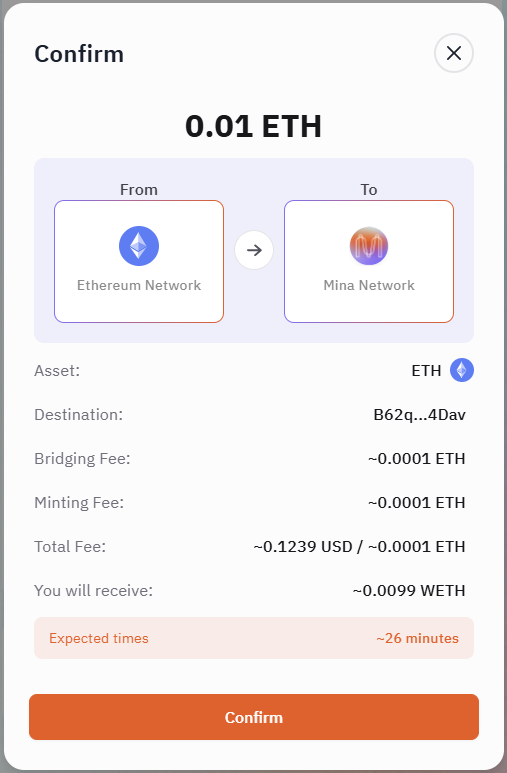 Confirm
0.01 ETH
From
To
Ethereum Network
Mina Network
Asset: ETH
Destination: B62q...4Dav
Bridging Fee: ~0.0001 ETH
Minting Fee: ~0.0001 ETH
Total Fee: ~0.1239 USD / ~0.0001 ETH
You will receive: ~0.0099 WETH
Expected times ~26 minutes
Confirm